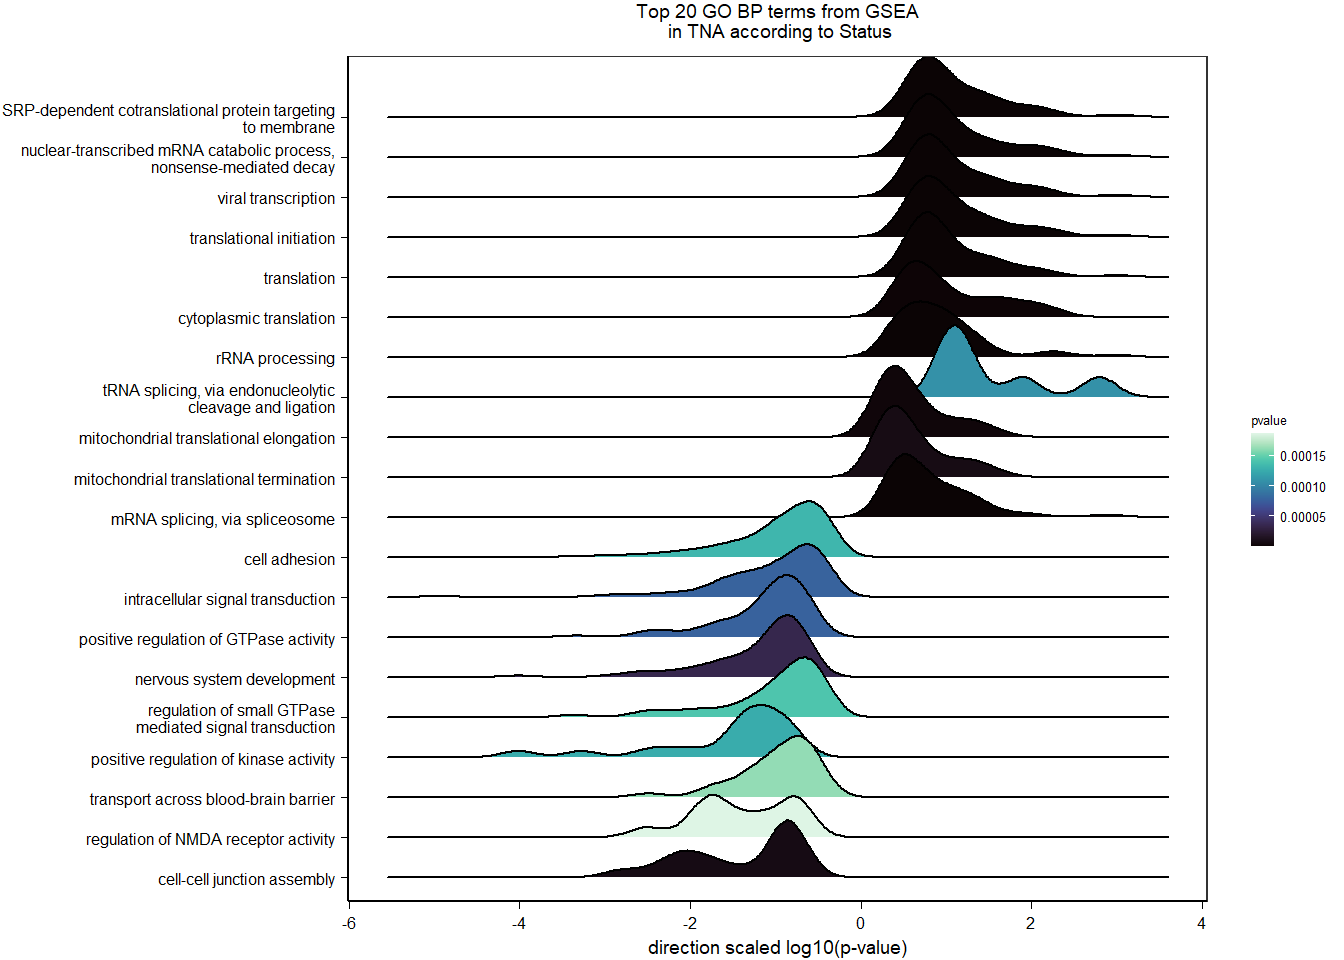 Top 20 GO BP terms from GSEA
in TNA according to Status
SRP-dependent cotranslational protein targeting
to membrane
nuclear-transcribed mRNA catabolic process,
nonsense-mediated decay
viral transcription
translational initiation
translation
cytoplasmic translation
rRNA processing
tRNA splicing, via endonucleolytic
cleavage and ligation
mitochondrial translational elongation
mitochondrial translational termination
mRNA splicing, via spliceosome
cell adhesion
intracellular signal transduction
positive regulation of GTPase activity
nervous system development
regulation of small GTPase
mediated signal transduction
positive regulation of kinase activity
transport across blood-brain barrier
regulation of NMDA receptor activity
cell-cell junction assembly
-6 -4 -2 0 2 4
direction scaled log10(p-value)
pvalue
0.00015
0.00010
0.00005